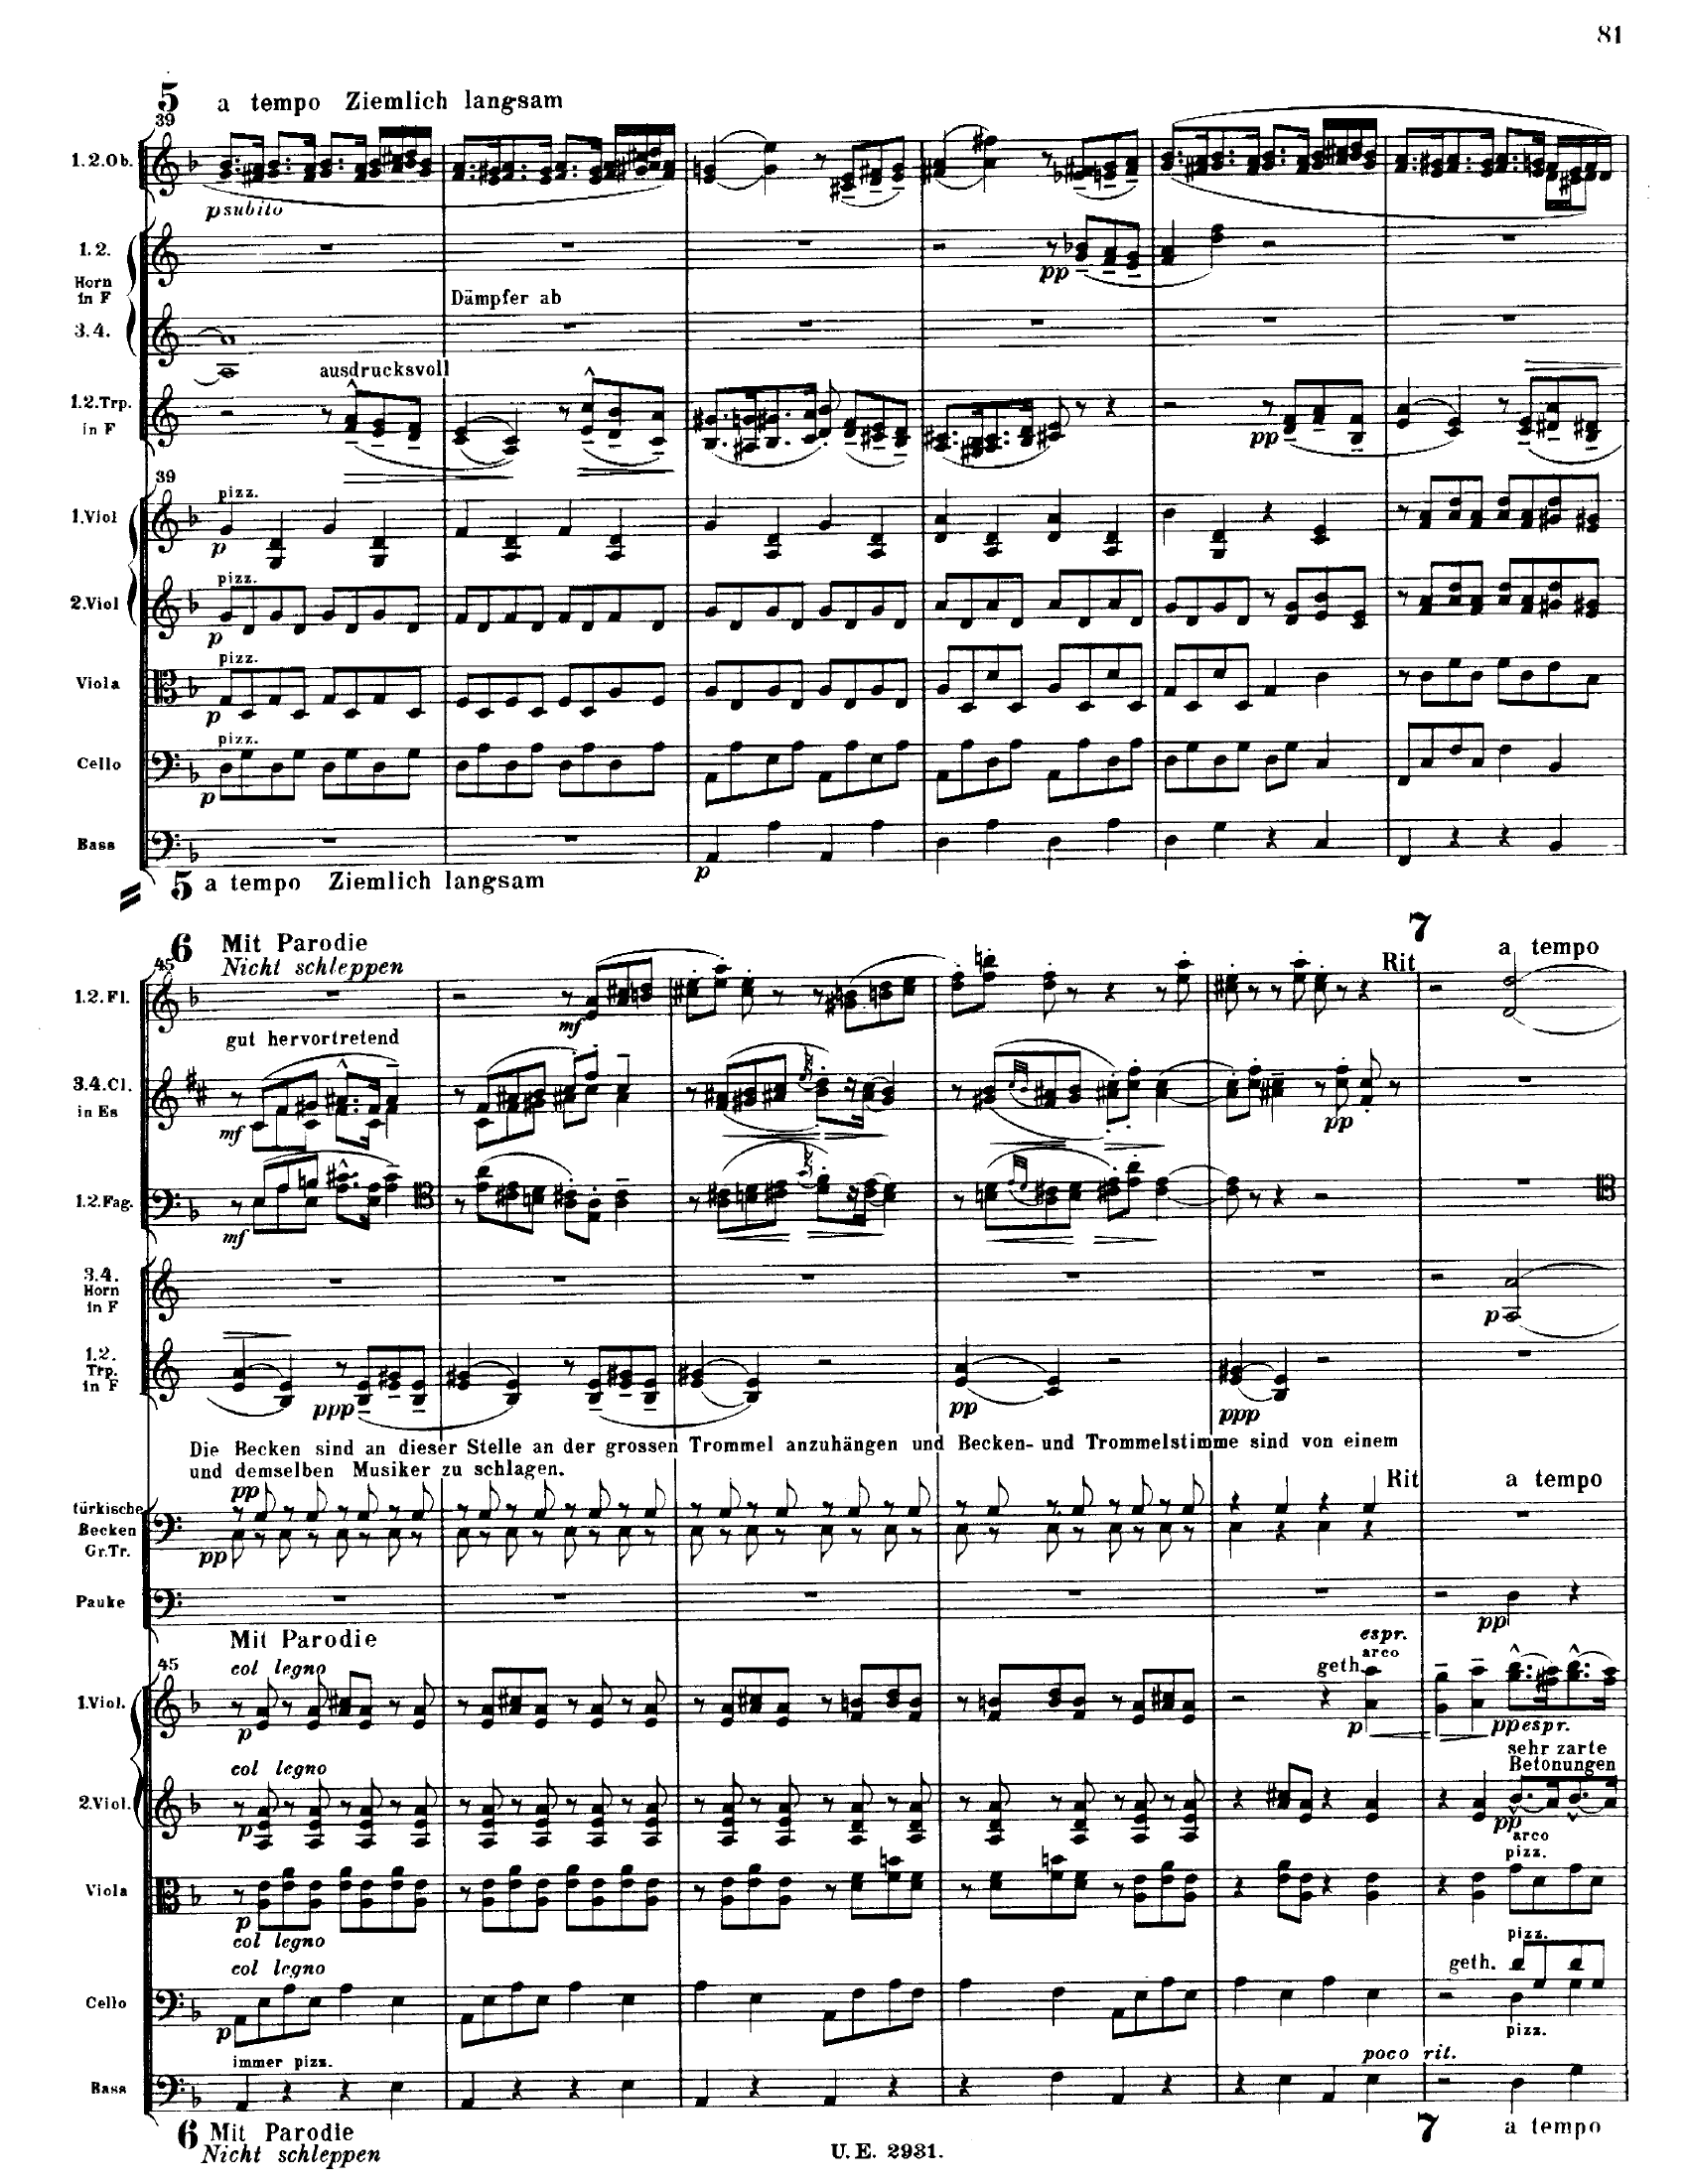 81
5 a tempo Ziemlich langsam
39
1.2.Ob.
p subito
1.2.
Horn
in F
Dämpfer ab
3.4.
ausdrucksvoll
1.2.Trp.
in F
pp
pp
39
pizz.
1.Viol
p
pizz.
2.Viol
p
pizz.
Viola
p
pizz.
Cello
p
Bass
p
5 a tempo Ziemlich langsam
6 Mit Parodie
Nicht schleppen
7
a tempo
45
Rit
1.2.Fl.
mf
gut hervortretend
3.4.Cl.
in Es
mf
pp
1.2.Fag.
mf
3.4.
Horn
in F
p
1.2.
Trp.
in F
ppp
pp
ppp
Die Becken sind an dieser Stelle an der grossen Trommel anzuhängen und Becken- und Trommelstimme sind von einem
und demselben Musiker zu schlagen.
Rit a tempo
pp
türkische
Becken
Gr.Tr.
pp
Pauke
pp
Mit Parodie
espr.
45
col legno
geth.
arco
1.Viol.
p
p
pp espr.
sehr zarte
Betonungen
col legno
2.Viol.
p
pp
arco
pizz.
Viola
p
col legno
pizz.
col legno
geth.
Cello
p
pizz.
immer pizz.
poco rit.
Bass
6 Mit Parodie
Nicht schleppen
7 a tempo
U.E. 2931.